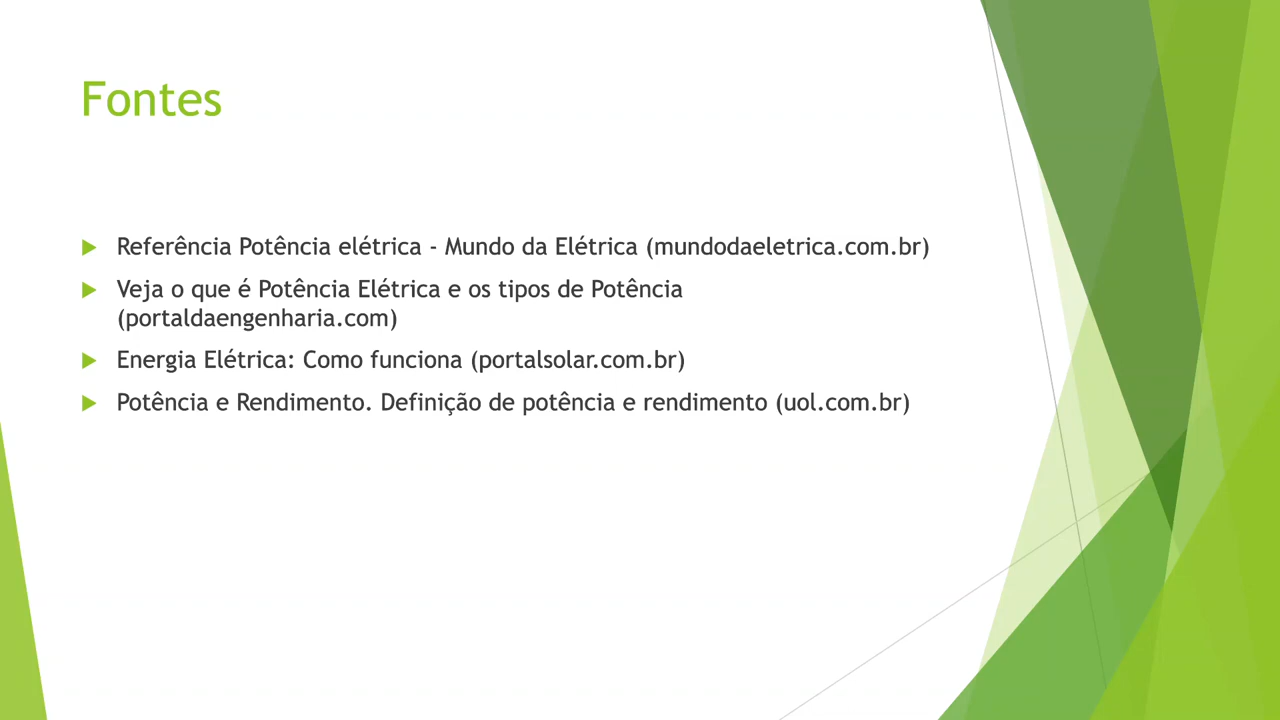 Fontes
Referência Potência elétrica - Mundo da Elétrica (mundodaeletrica.com.br)
Veja o que é Potência Elétrica e os tipos de Potência
(portaldaengenharia.com)
Energia Elétrica: Como funciona (portalsolar.com.br)
Potência e Rendimento. Definição de potência e rendimento (uol.com.br)